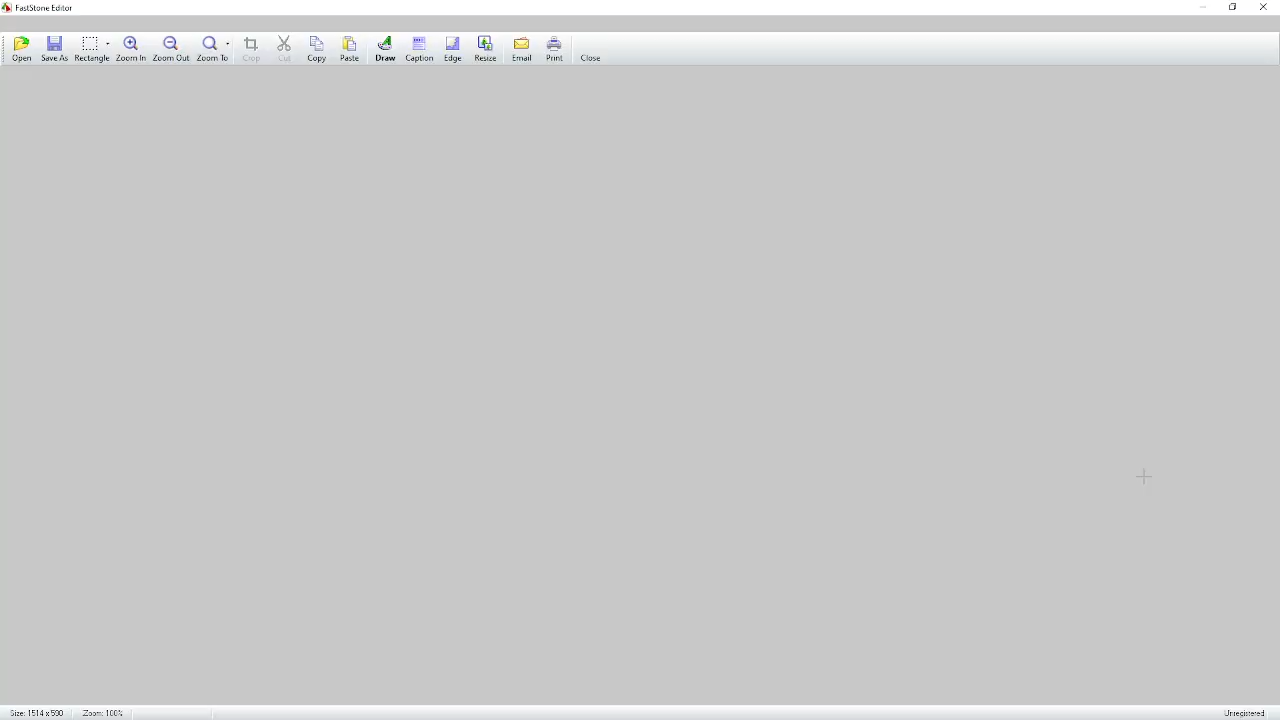 FastStone Editor
Open Save As Rectangle Zoom In Zoom Out Zoom To Crop Cut Copy Paste Draw Caption Edge Resize Email Print Close
Size: 1514 x 590 Zoom: 100% Unregistered